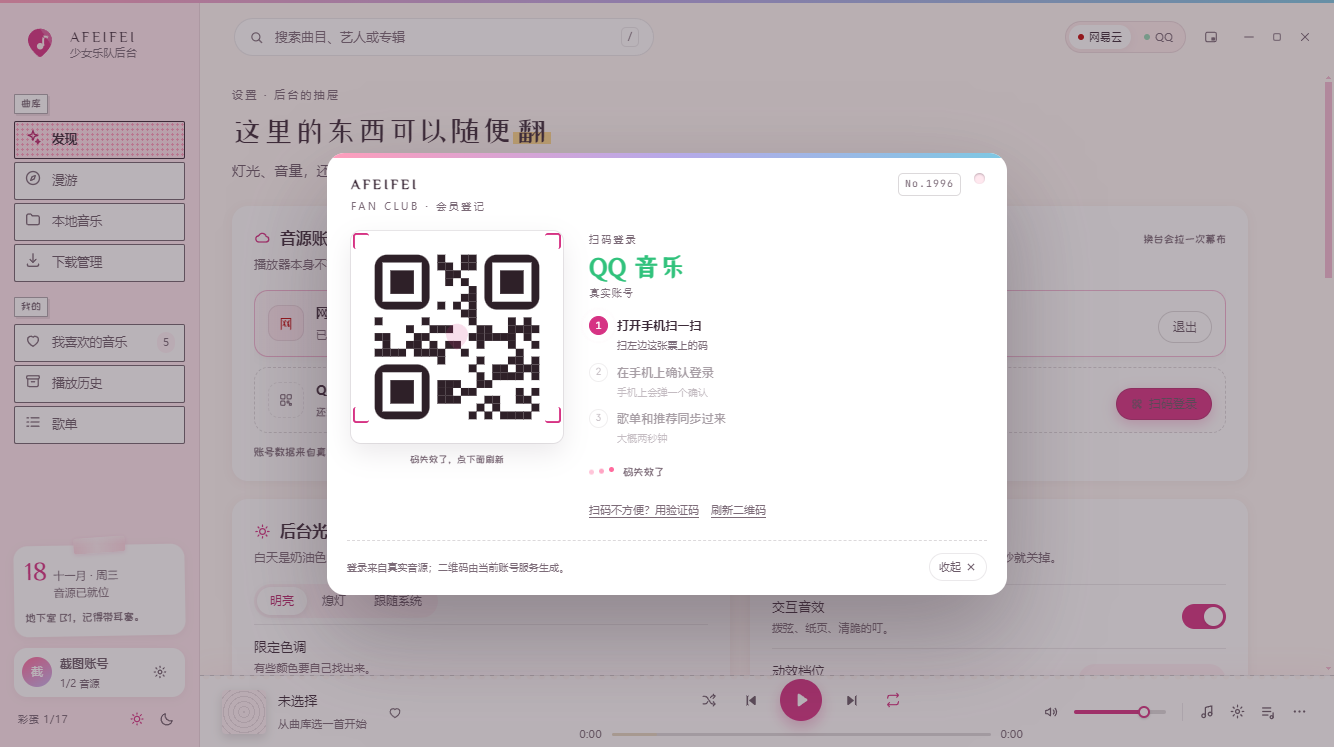 AFEIFEI
少女乐队后台
搜索曲目、艺人或专辑
/
网易云
QQ
曲库
发现
漫游
本地音乐
下载管理
我的
我喜欢的音乐
5
播放历史
歌单
18 十一月 · 周三
音源已就位
地下室 B1，记得带耳塞。
截
截图账号
1/2 音源
彩蛋 1/17
设置 · 后台的抽屉
这里的东西可以随便翻
灯光、音量，还
音源账
播放器本身不
网
退出
Q
还
扫码登录
账号数据来自真
换台会拉一次幕布
后台光
白天是奶油色
明亮
熄灯
跟随系统
限定色调
有些颜色要自己找出来。
吵就关掉。
交互音效
拨弦、纸页、清脆的叮。
动效档位
AFEIFEI
FAN CLUB · 会员登记
No.1996
码失效了，点下面刷新
扫码登录
QQ 音乐
真实账号
1
打开手机扫一扫
扫左边这张票上的码
2
在手机上确认登录
手机上会弹一个确认
3
歌单和推荐同步过来
大概两秒钟
码失效了
扫码不方便？用验证码
刷新二维码
登录来自真实音源；二维码由当前账号服务生成。
收起
未选择
从曲库选一首开始
0:00
0:00